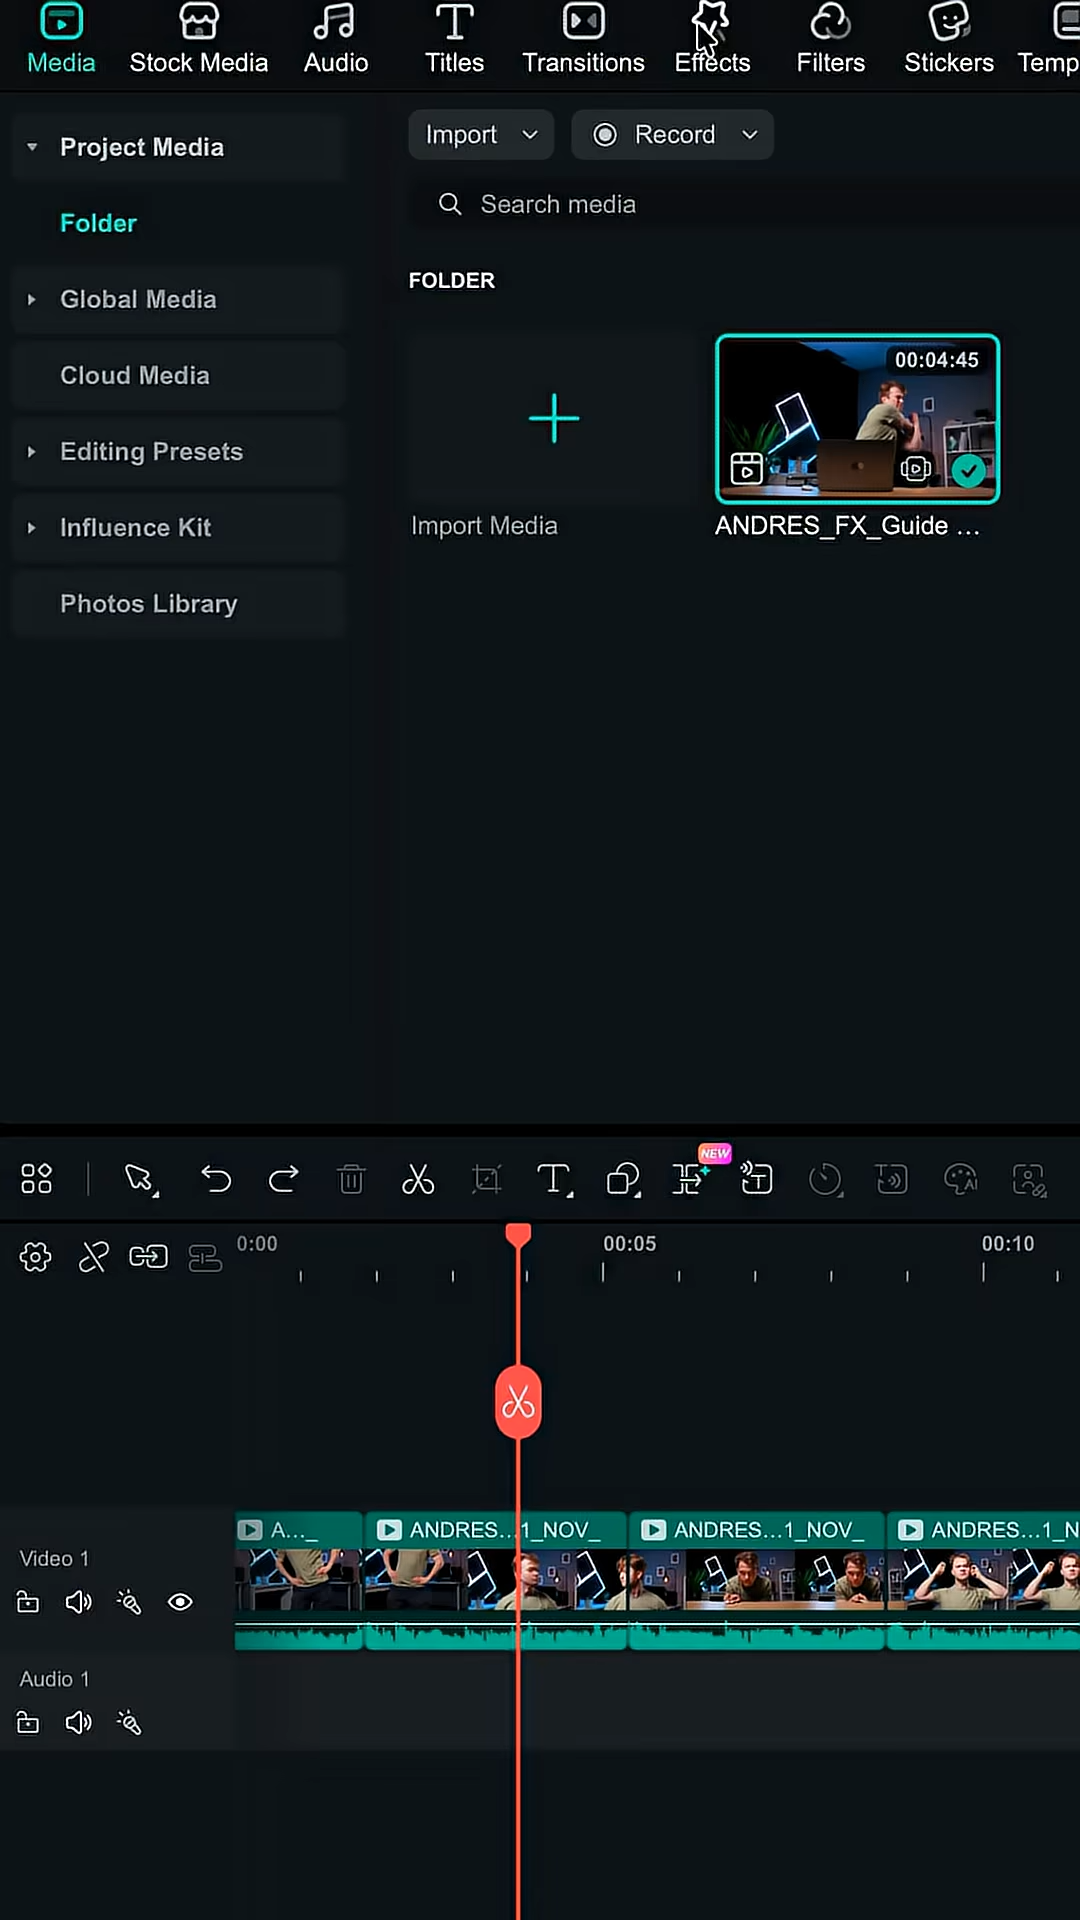 Media
Stock Media
Audio
Titles
Transitions
Effects
Filters
Stickers
Temp
Project Media
Folder
Global Media
Cloud Media
Editing Presets
Influence Kit
Photos Library
Import
Record
Search media
FOLDER
00:04:45
Import Media
ANDRES_FX_Guide ...
NEW
0:00
00:05
00:10
A..._
ANDRES...1_NOV_
ANDRES...1_NOV_
ANDRES...1_N
Video 1
Audio 1